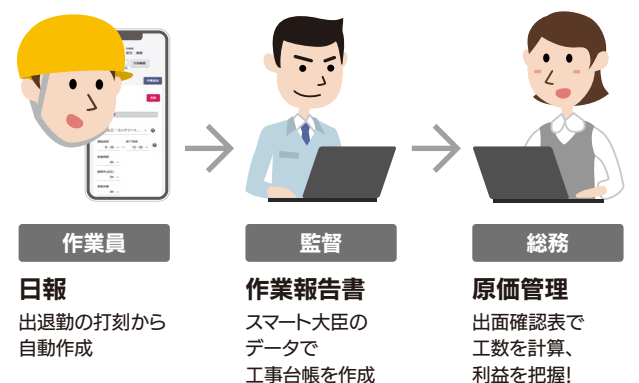 作業員
日報
出退勤の打刻から
自動作成
監督
作業報告書
スマート大臣の
データで
工事台帳を作成
総務
原価管理
出面確認表で
工数を計算、
利益を把握!